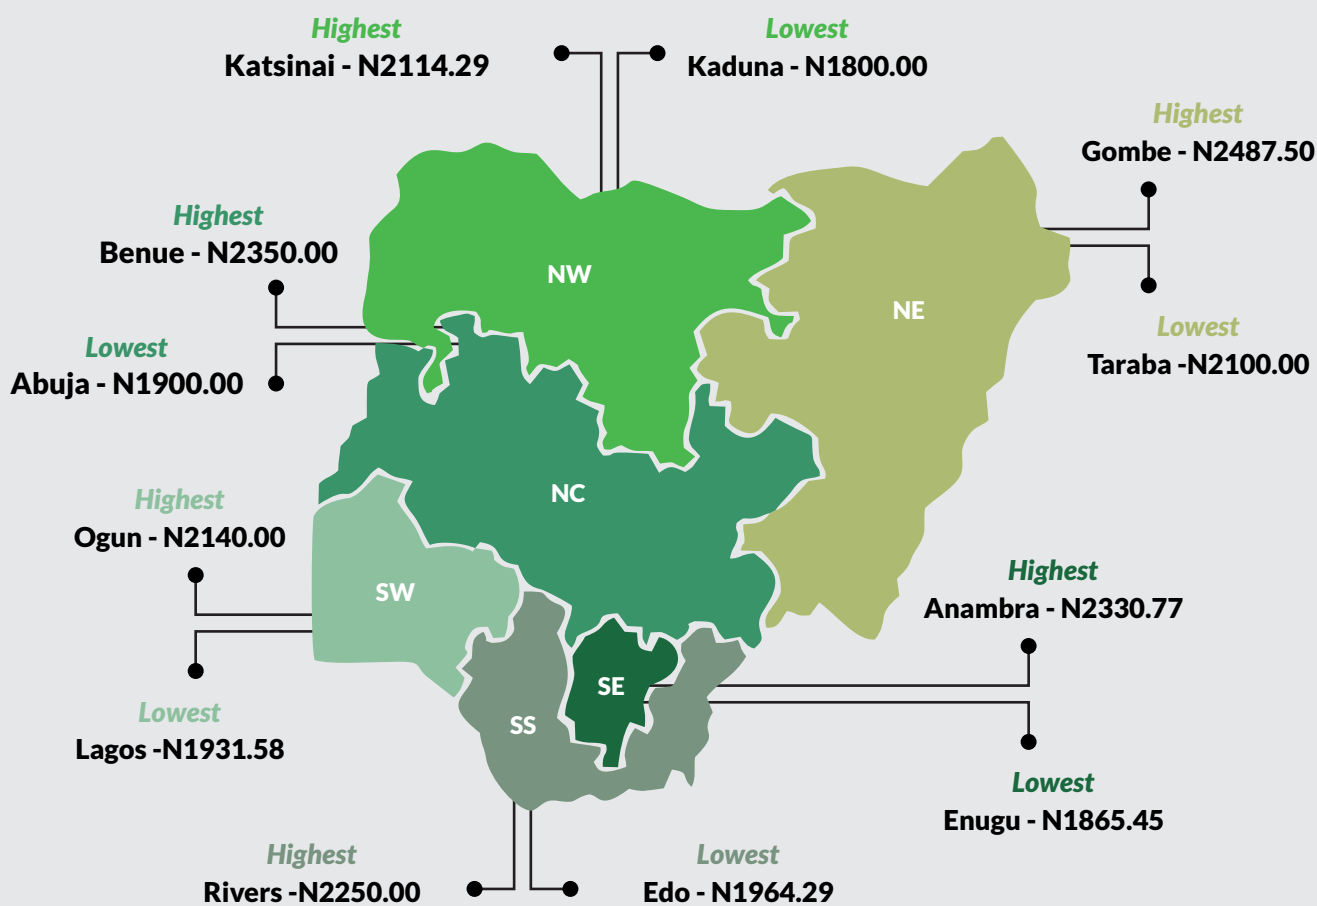 Highest
Katsinai - N2114.29
Lowest
Kaduna - N1800.00
Highest
Gombe - N2487.50
Highest
Benue - N2350.00
NW
NE
Lowest
Taraba -N2100.00
Lowest
Abuja - N1900.00
NC
Highest
Ogun - N2140.00
SW
Highest
Anambra - N2330.77
SE
SS
Lowest
Lagos -N1931.58
Lowest
Enugu - N1865.45
Highest
Rivers -N2250.00
Lowest
Edo - N1964.29